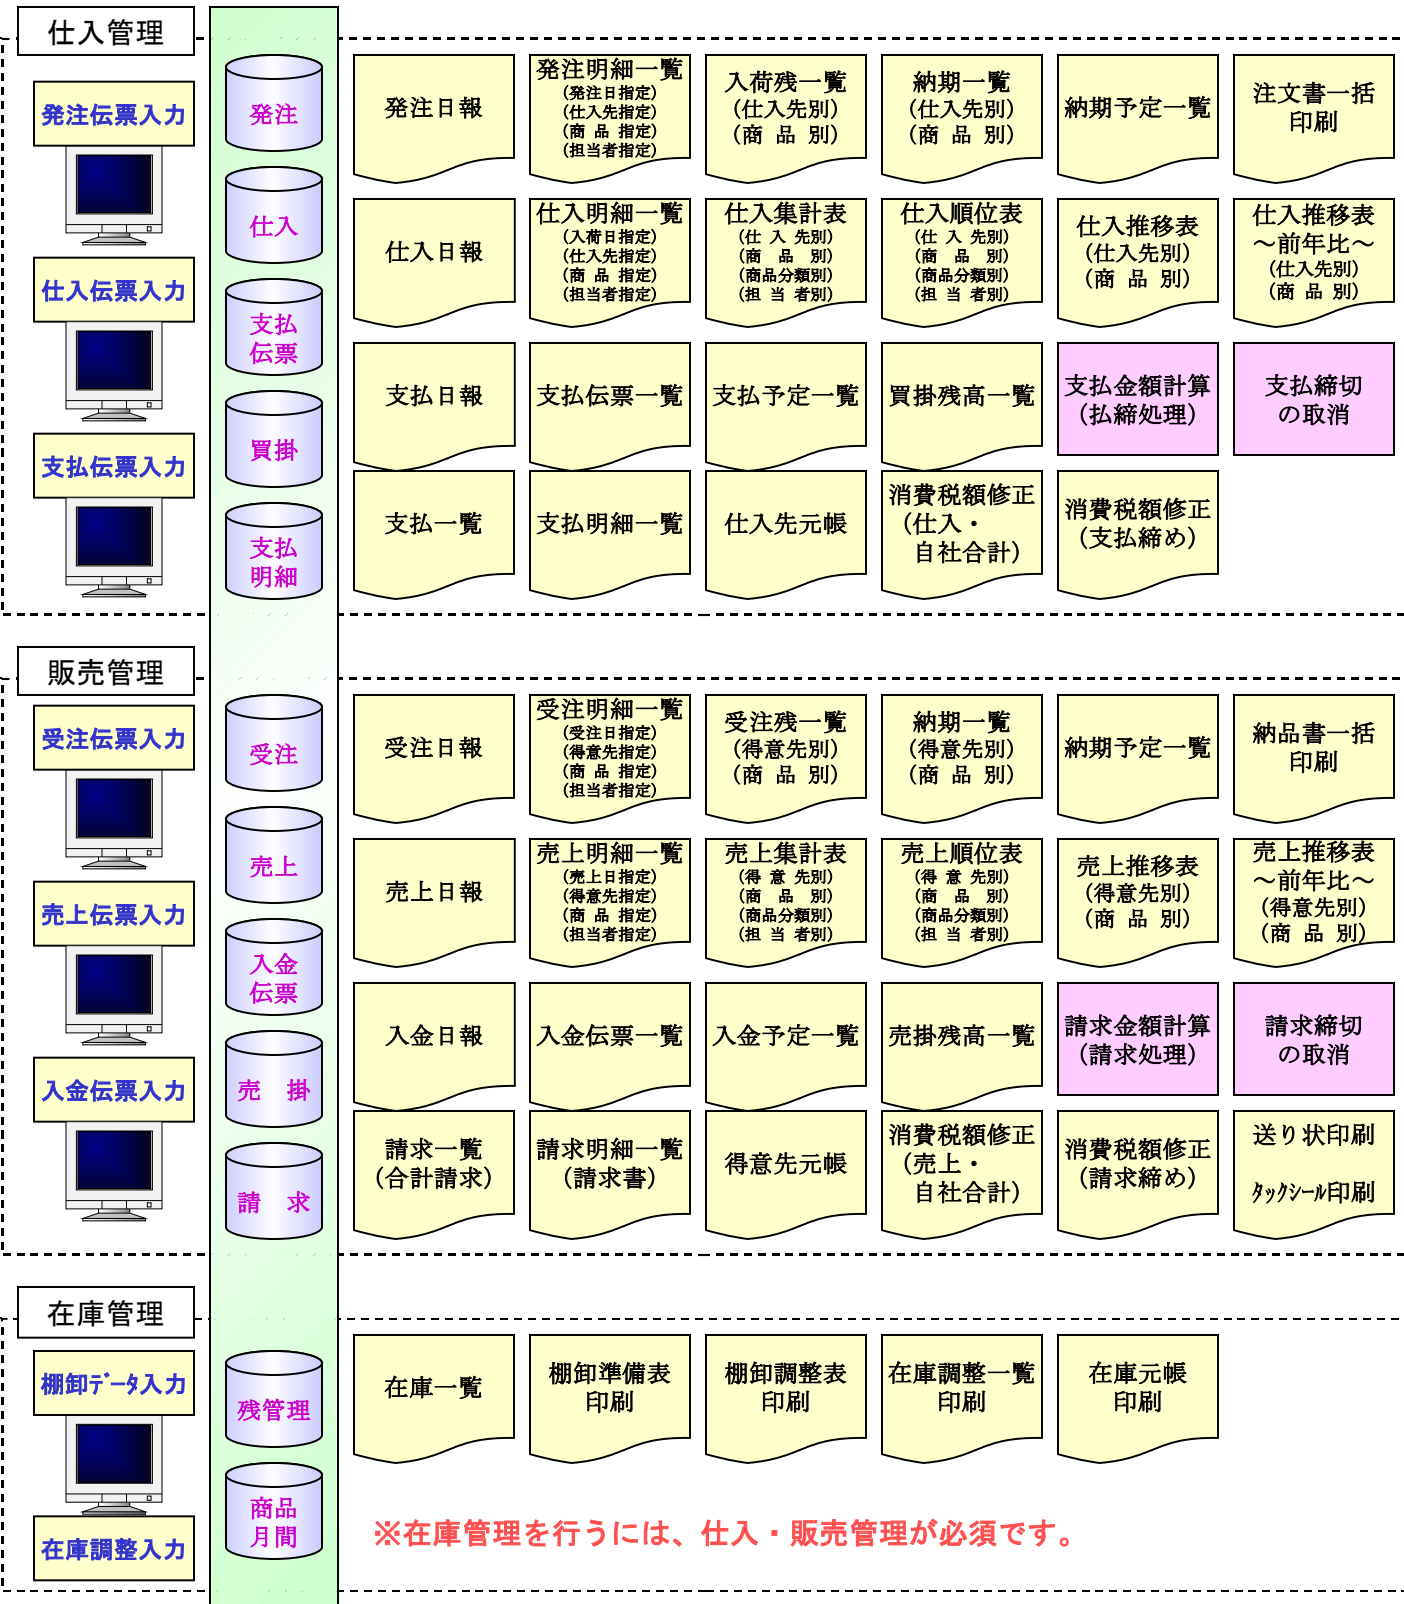 仕入管理
発注伝票入力
仕入伝票入力
支払伝票入力
発注
仕入
支払
伝票
買掛
支払
明細
発注日報
発注明細一覧
(発注日指定)
(仕入先指定)
(商 品 指定)
(担当者指定)
入荷残一覧
(仕入先別)
(商 品 別)
納期一覧
(仕入先別)
(商 品 別)
納期予定一覧
注文書一括
印刷
仕入日報
仕入明細一覧
(入荷日指定)
(仕入先指定)
(商 品 指定)
(担当者指定)
仕入集計表
(仕 入 先別)
(商 品 別)
(商品分類別)
(担 当 者別)
仕入順位表
(仕 入 先別)
(商 品 別)
(商品分類別)
(担 当 者別)
仕入推移表
(仕入先別)
(商 品 別)
仕入推移表
～前年比～
(仕入先別)
(商 品 別)
支払日報
支払伝票一覧
支払予定一覧
買掛残高一覧
支払金額計算
(払締処理)
支払締切
の取消
支払一覧
支払明細一覧
仕入先元帳
消費税額修正
(仕入・
自社合計)
消費税額修正
(支払締め)
販売管理
受注伝票入力
売上伝票入力
入金伝票入力
受注
売上
入金
伝票
売 掛
請 求
受注日報
受注明細一覧
(受注日指定)
(得意先指定)
(商 品 指定)
(担当者指定)
受注残一覧
(得意先別)
(商 品 別)
納期一覧
(得意先別)
(商 品 別)
納期予定一覧
納品書一括
印刷
売上日報
売上明細一覧
(売上日指定)
(得意先指定)
(商 品 指定)
(担当者指定)
売上集計表
(得 意 先別)
(商 品 別)
(商品分類別)
(担 当 者別)
売上順位表
(得 意 先別)
(商 品 別)
(商品分類別)
(担 当 者別)
売上推移表
(得意先別)
(商 品 別)
売上推移表
～前年比～
(得意先別)
(商 品 別)
入金日報
入金伝票一覧
入金予定一覧
売掛残高一覧
請求金額計算
(請求処理)
請求締切
の取消
請求一覧
(合計請求)
請求明細一覧
(請求書)
得意先元帳
消費税額修正
(売上・
自社合計)
消費税額修正
(請求締め)
送り状印刷
ﾀｯｸｼｰﾙ印刷
在庫管理
棚卸ﾃﾞｰﾀ入力
在庫調整入力
残管理
商品
月間
在庫一覧
棚卸準備表
印刷
棚卸調整表
印刷
在庫調整一覧
印刷
在庫元帳
印刷
※在庫管理を行うには、仕入・販売管理が必須です。